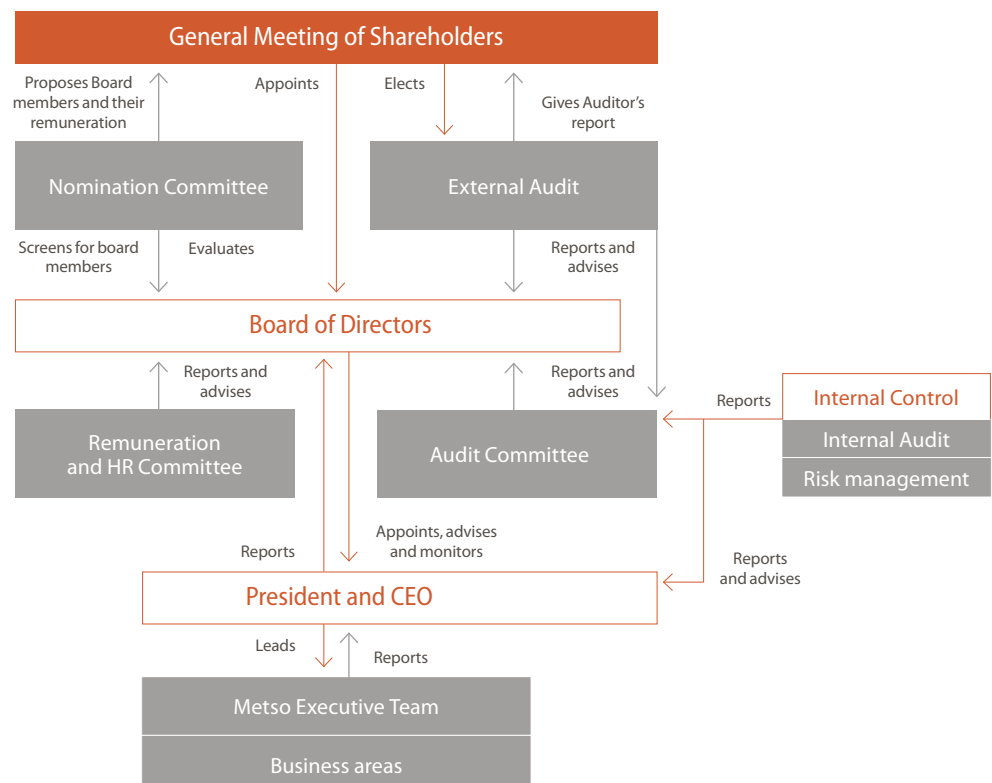 General Meeting of Shareholders
Proposes Board
members and their
remuneration
Appoints
Elects
Gives Auditor’s
report
Nomination Committee
External Audit
Screens for board
members
Evaluates
Reports and
advises
Board of Directors
Reports and
advises
Reports and
advises
Remuneration
and HR Committee
Audit Committee
Reports
Internal Control
Internal Audit
Risk management
Reports
Appoints, advises
and monitors
Reports
and advises
President and CEO
Leads
Reports
Metso Executive Team
Business areas